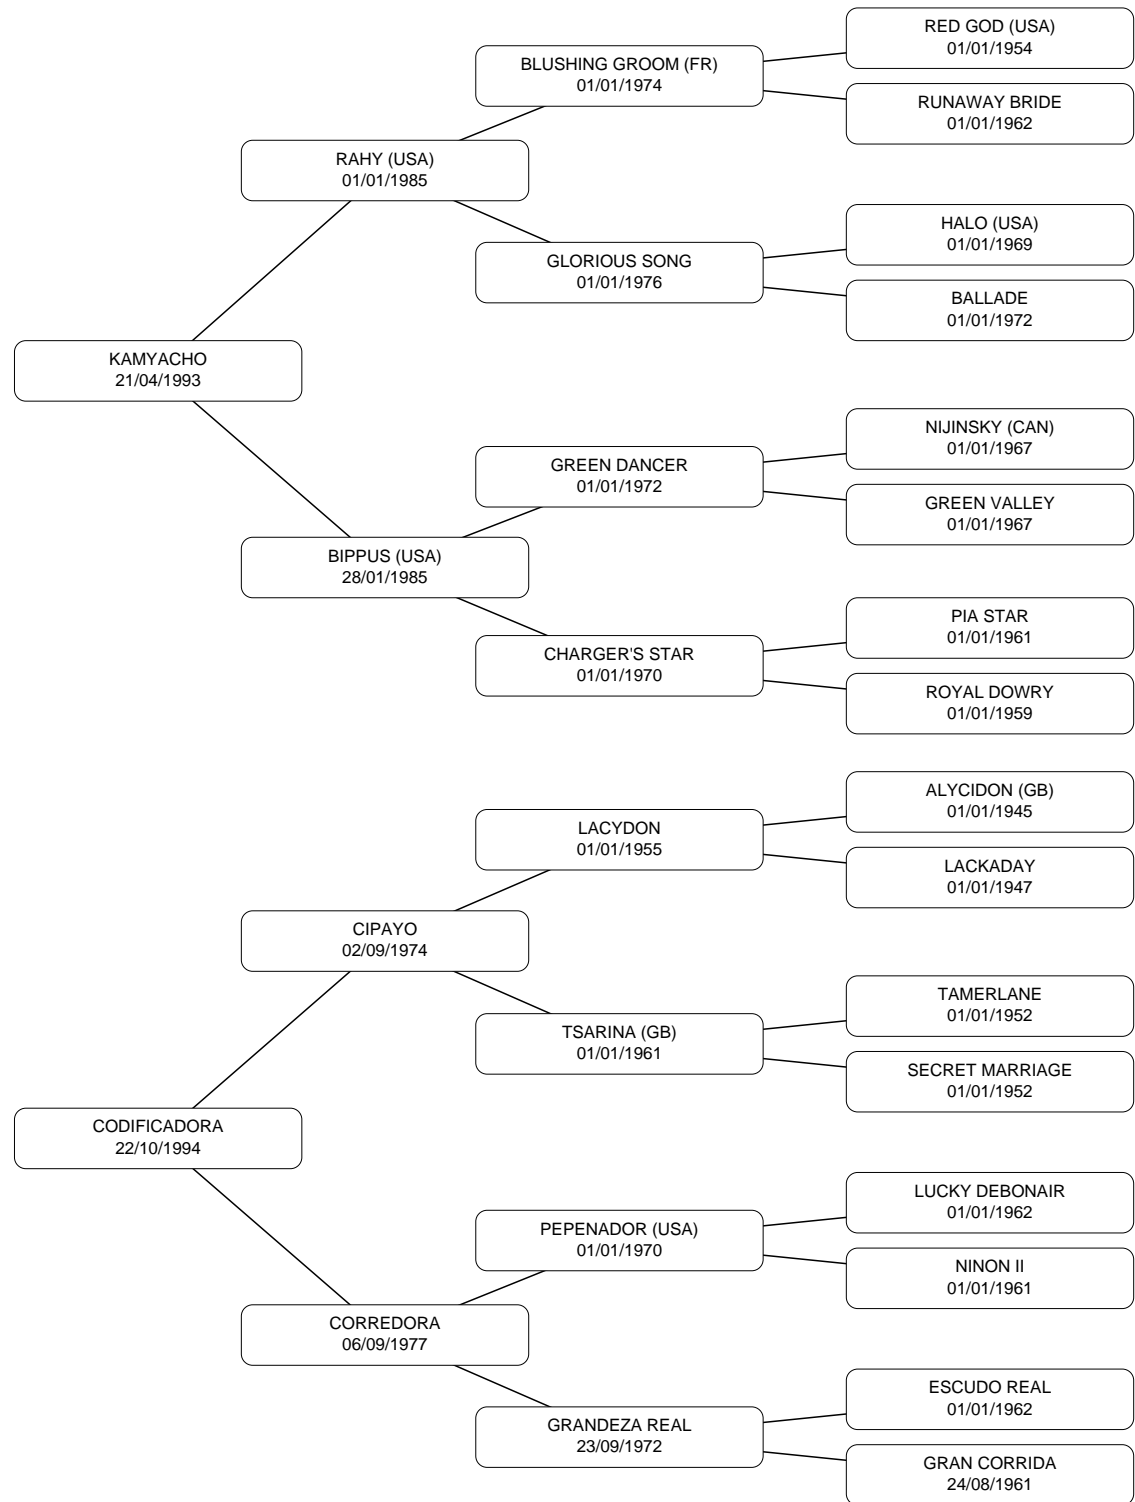 RED GOD (USA)
01/01/1954
BLUSHING GROOM (FR)
01/01/1974
RUNAWAY BRIDE
01/01/1962
RAHY (USA)
01/01/1985
HALO (USA)
01/01/1969
GLORIOUS SONG
01/01/1976
BALLADE
01/01/1972
KAMYACHO
21/04/1993
NIJINSKY (CAN)
01/01/1967
GREEN DANCER
01/01/1972
GREEN VALLEY
01/01/1967
BIPPUS (USA)
28/01/1985
PIA STAR
01/01/1961
CHARGER'S STAR
01/01/1970
ROYAL DOWRY
01/01/1959
ALYCIDON (GB)
01/01/1945
LACYDON
01/01/1955
LACKADAY
01/01/1947
CIPAYO
02/09/1974
TAMERLANE
01/01/1952
TSARINA (GB)
01/01/1961
SECRET MARRIAGE
01/01/1952
CODIFICADORA
22/10/1994
LUCKY DEBONAIR
01/01/1962
PEPENADOR (USA)
01/01/1970
NINON II
01/01/1961
CORREDORA
06/09/1977
ESCUDO REAL
01/01/1962
GRANDEZA REAL
23/09/1972
GRAN CORRIDA
24/08/1961